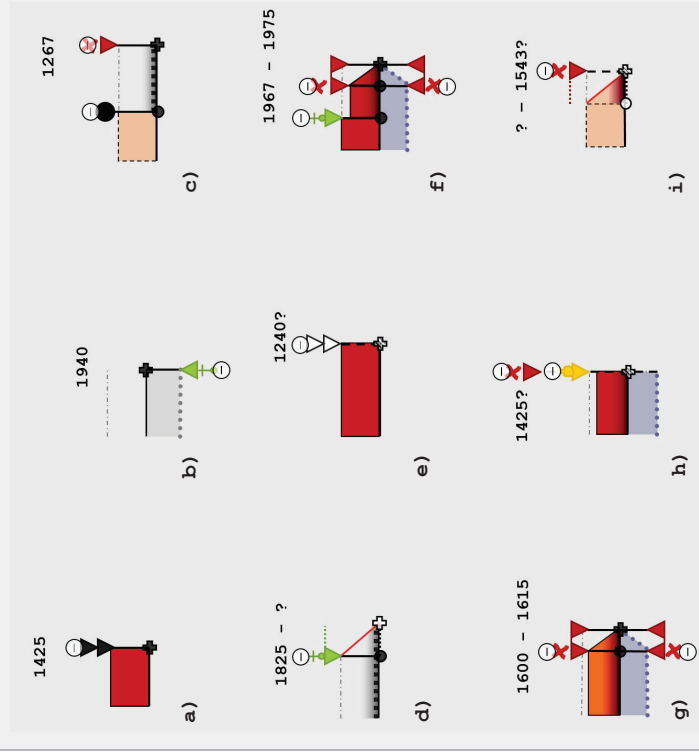 1425
1940
1267
a)
b)
c)
1825 - ?
1240?
1967 - 1975
d)
e)
f)
1600 - 1615
1425?
? - 1543?
g)
h)
i)